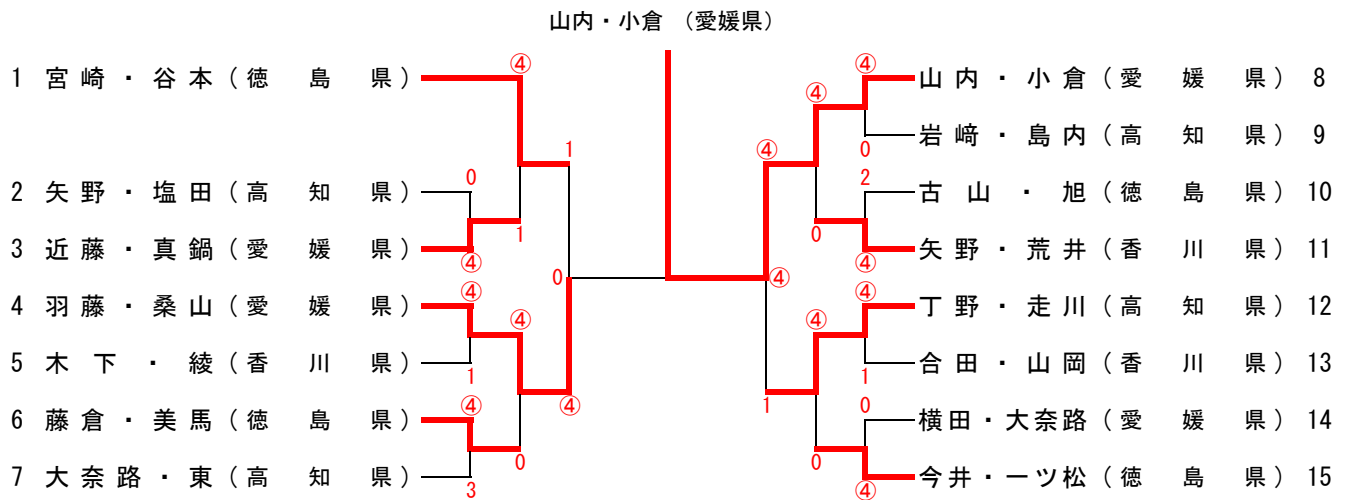 山内・小倉 (愛媛県)
④ ④
1 宮崎・谷本(徳島県) 山内・小倉(愛媛県) 8
④
岩﨑・島内(高知県) 9
1 ④ 0
0 2
2 矢野・塩田(高知県) 古山・旭(徳島県) 10
1 0
3 近藤・真鍋(愛媛県) 矢野・荒井(香川県) 11
④ ④
0 ④
④ ④
4 羽藤・桑山(愛媛県) 丁野・走川(高知県) 12
④ ④
5 木下・綾(香川県) 合田・山岡(香川県) 13
1 1
④ ④ 1 0
6 藤倉・美馬(徳島県) 横田・大奈路(愛媛県) 14
0 0
7 大奈路・東(高知県) 今井・一ツ松(徳島県) 15
3 ④